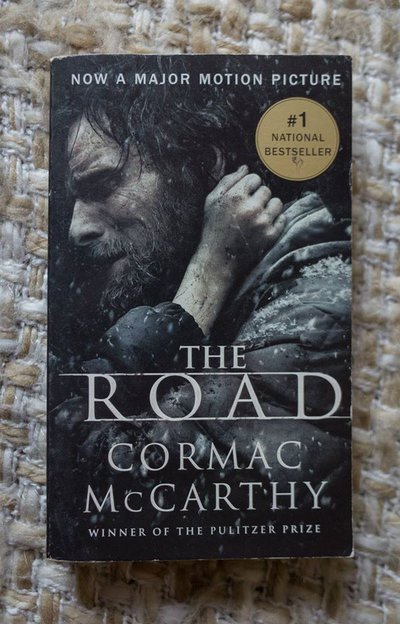 NOW A MAJOR MOTION PICTURE
#1
NATIONAL
BESTSELLER
THE
ROAD
CORMAC
McCARTHY
WINNER OF THE PULITZER PRIZE